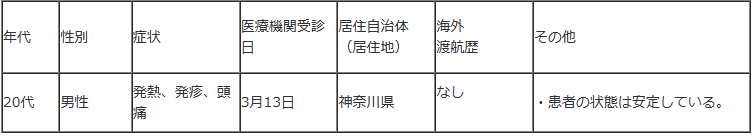 年代
性別
症状
医療機関受診
日
居住自治体
（居住地）
海外
渡航歴
その他
20代
男性
発熱、発疹、頭
痛
3月13日
神奈川県
なし
・患者の状態は安定している。